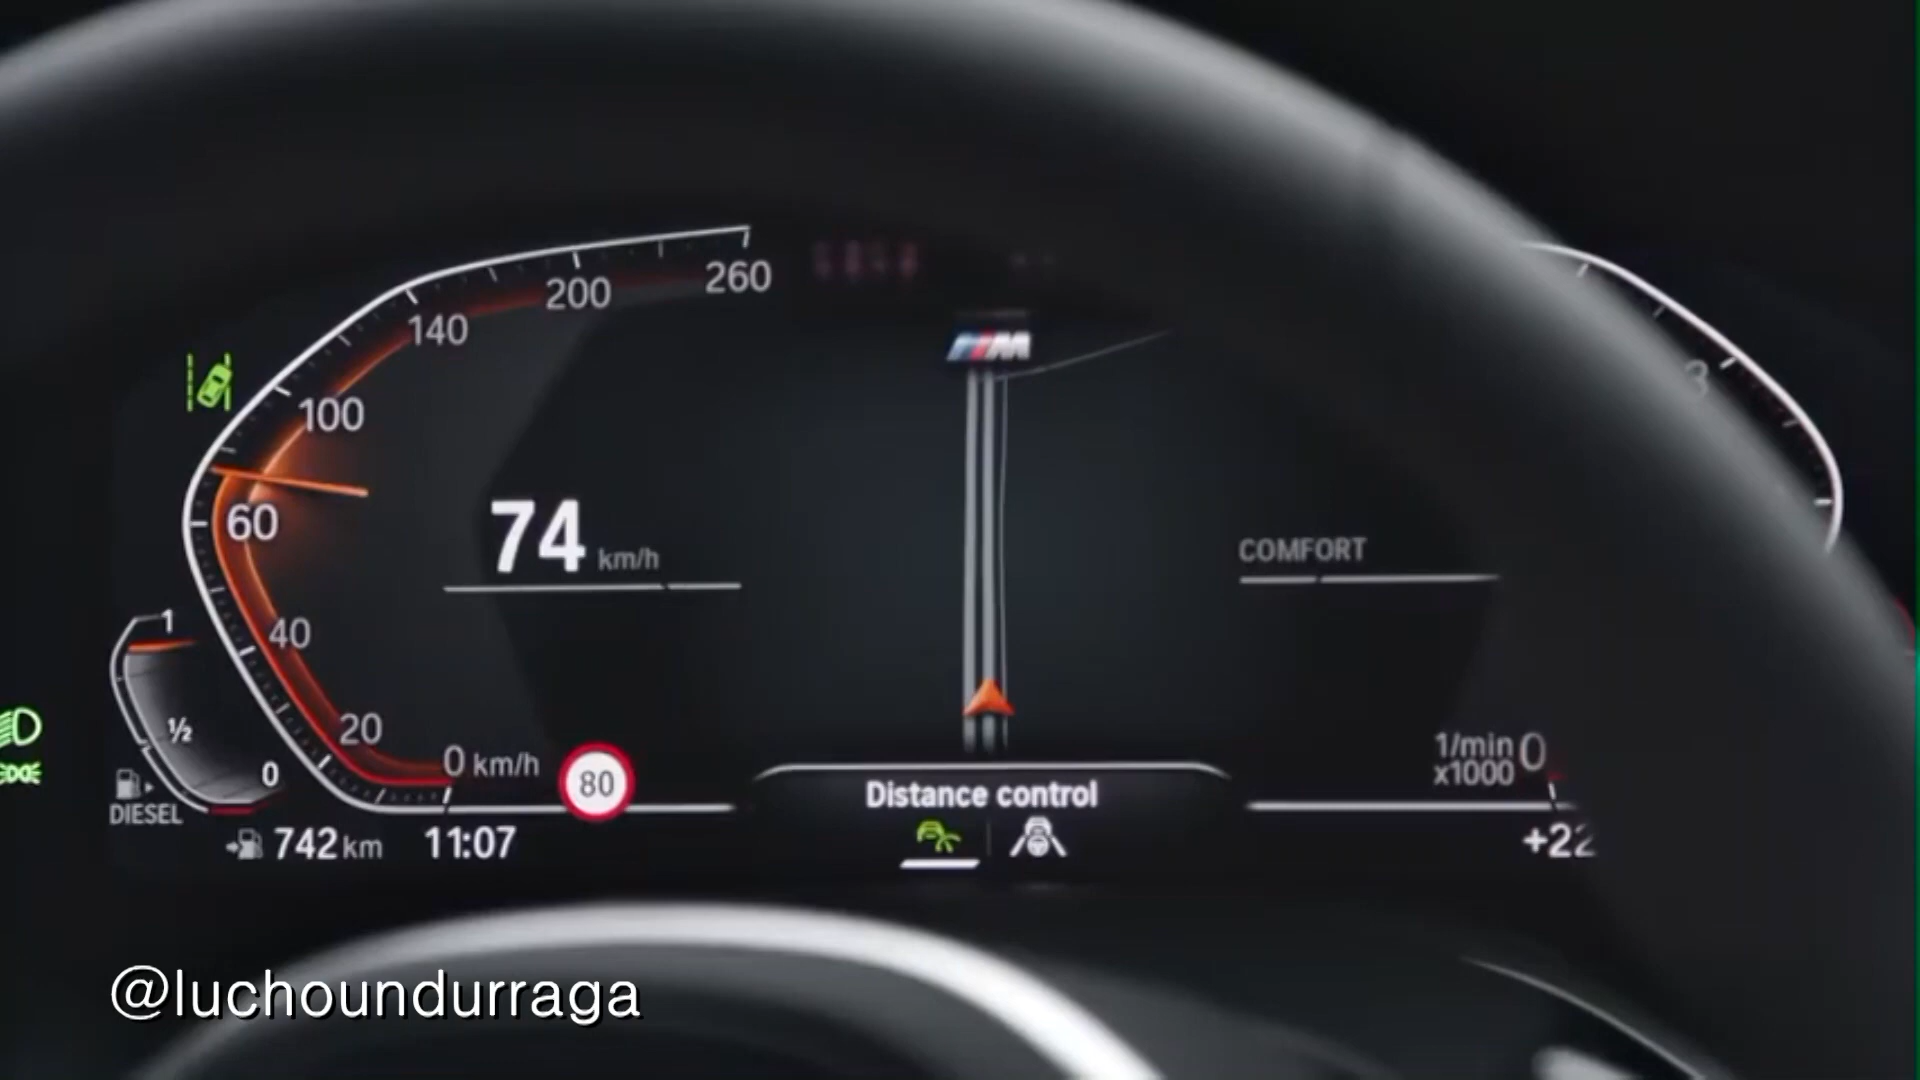 260
200
140
100
3
60
74 km/h
COMFORT
40
1
20
½
0
0 km/h
80
1/min 0
x1000
Distance control
DIESEL
742 km
11:07
+22
M
@luchoundurraga